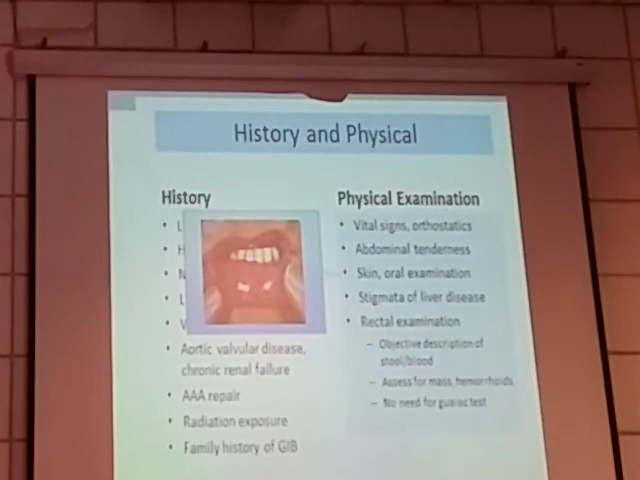 History and Physical
History
• L
• H
• N
• L
• V
• Aortic valvular disease,
chronic renal failure
• AAA repair
• Radiation exposure
• Family history of GIB
Physical Examination
• Vital signs, orthostatics
• Abdominal tenderness
• Skin, oral examination
• Stigmata of liver disease
• Rectal examination
– Objective description of
stool/blood
– Assess for mass, hemorrhoids
– No need for guaiac test